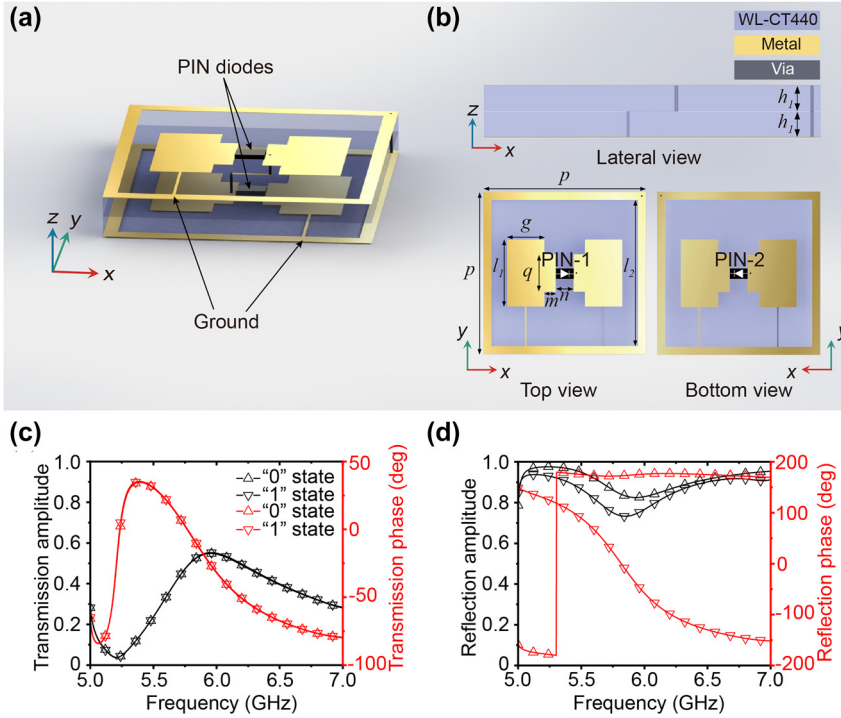 (a)
PIN diodes
z
y
x
Ground
(b)
WL-CT440
Metal
Via
h1
h1
z
x
Lateral view
p
g
p
l1
q
PIN-1
l2
m
n
PIN-2
y
x
Top view
y
x
Bottom view
(c)
Transmission amplitude
1.0
0.8
0.6
0.4
0.2
0
"0" state
"1" state
"0" state
"1" state
50
0
−50
−100
Transmission phase (deg)
5.0 5.5 6.0 6.5 7.0
Frequency (GHz)
(d)
Reflection amplitude
1.0
0.8
0.6
0.4
0.2
0
200
100
0
−100
−200
Reflection phase (deg)
5.0 5.5 6.0 6.5 7.0
Frequency (GHz)